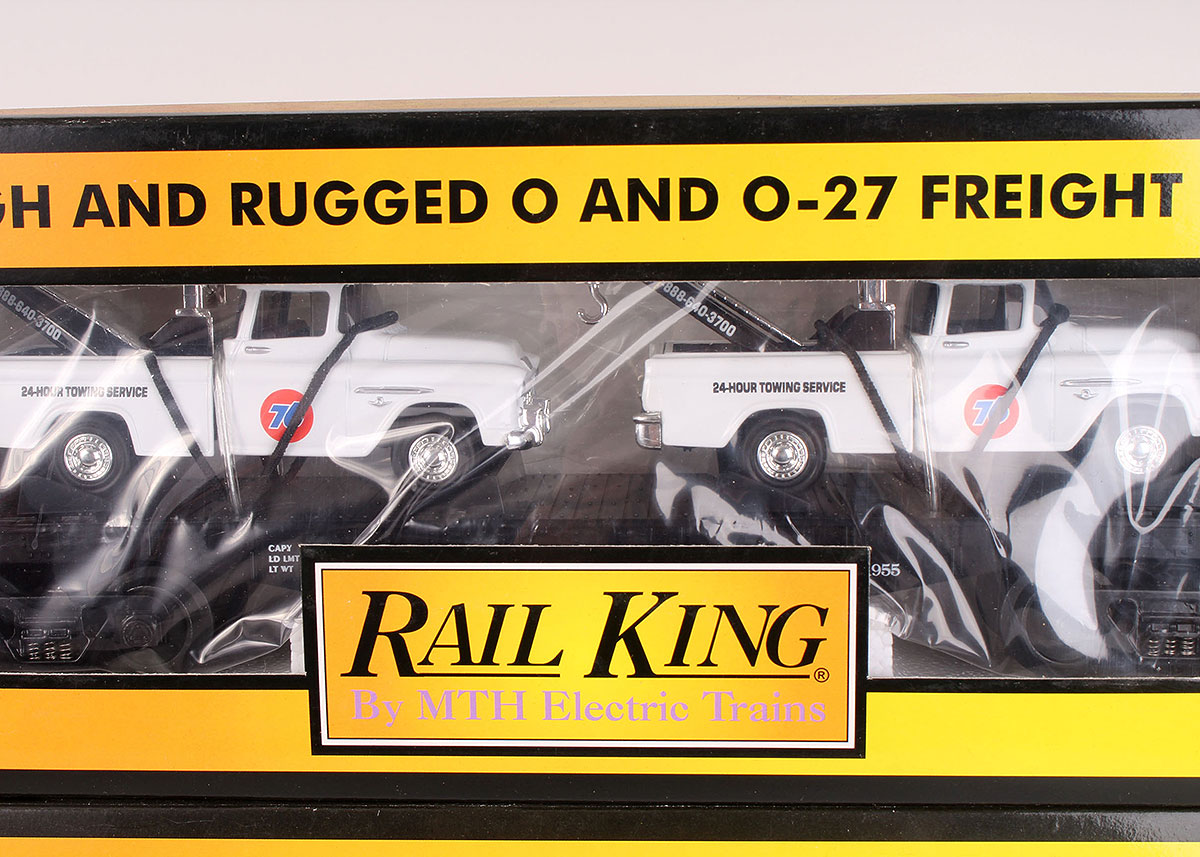 GH AND RUGGED O AND O-27 FREIGHT
888-640-3700
888-640-3700
24-HOUR TOWING SERVICE
24-HOUR TOWING SERVICE
76
76
CAPY
LD LMT
LT WT
1955
RAIL KING®
By MTH Electric Trains